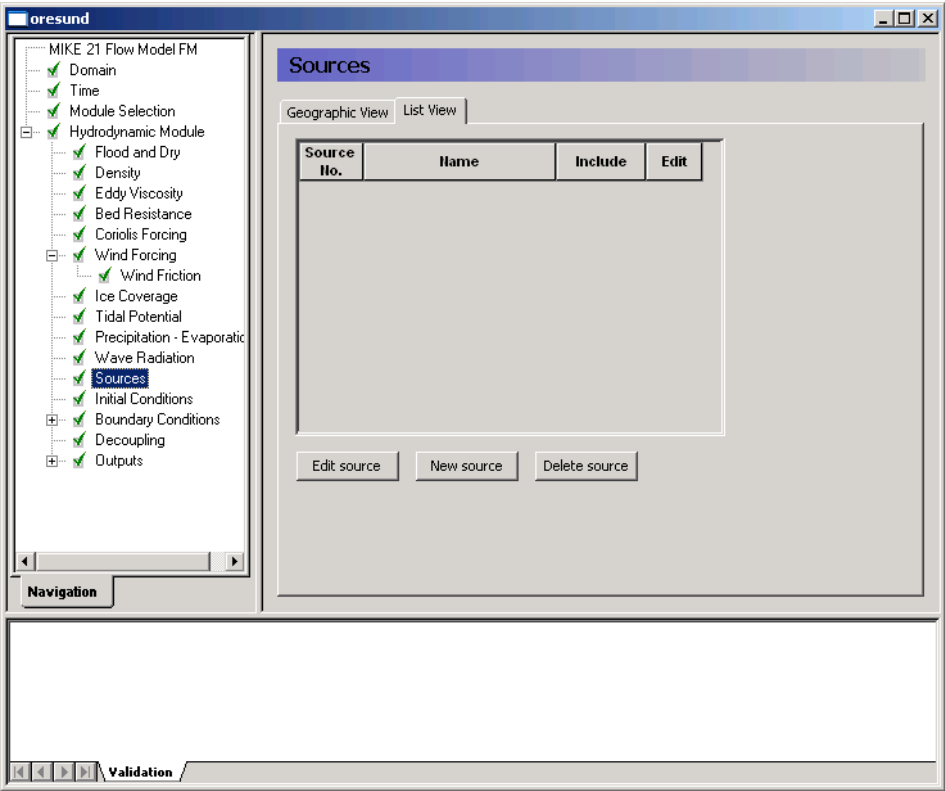 oresund
MIKE 21 Flow Model FM
Domain
Time
Module Selection
Hydrodynamic Module
Flood and Dry
Density
Eddy Viscosity
Bed Resistance
Coriolis Forcing
Wind Forcing
Wind Friction
Ice Coverage
Tidal Potential
Precipitation - Evaporatic
Wave Radiation
Sources
Initial Conditions
Boundary Conditions
Decoupling
Outputs
Navigation
Sources
Geographic View List View
Source No. Name Include Edit
Edit source New source Delete source
Validation